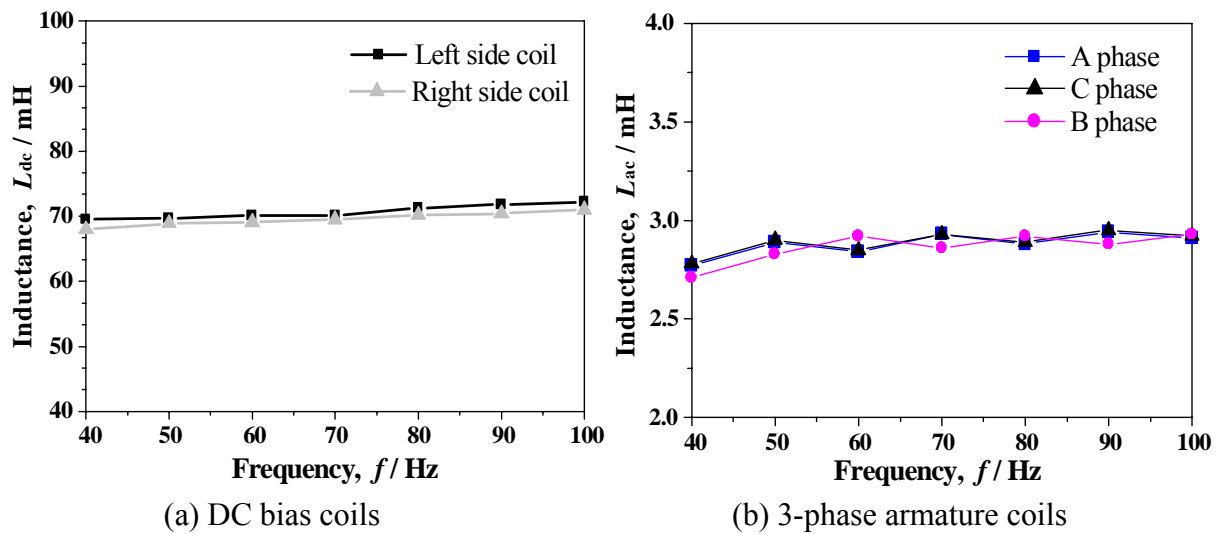 100
90
80
70
60
50
40
Inductance, Ldc / mH
Left side coil
Right side coil
40 50 60 70 80 90 100
Frequency, f / Hz
(a) DC bias coils
4.0
3.5
3.0
2.5
2.0
Inductance, Lac / mH
A phase
C phase
B phase
40 50 60 70 80 90 100
Frequency, f / Hz
(b) 3-phase armature coils